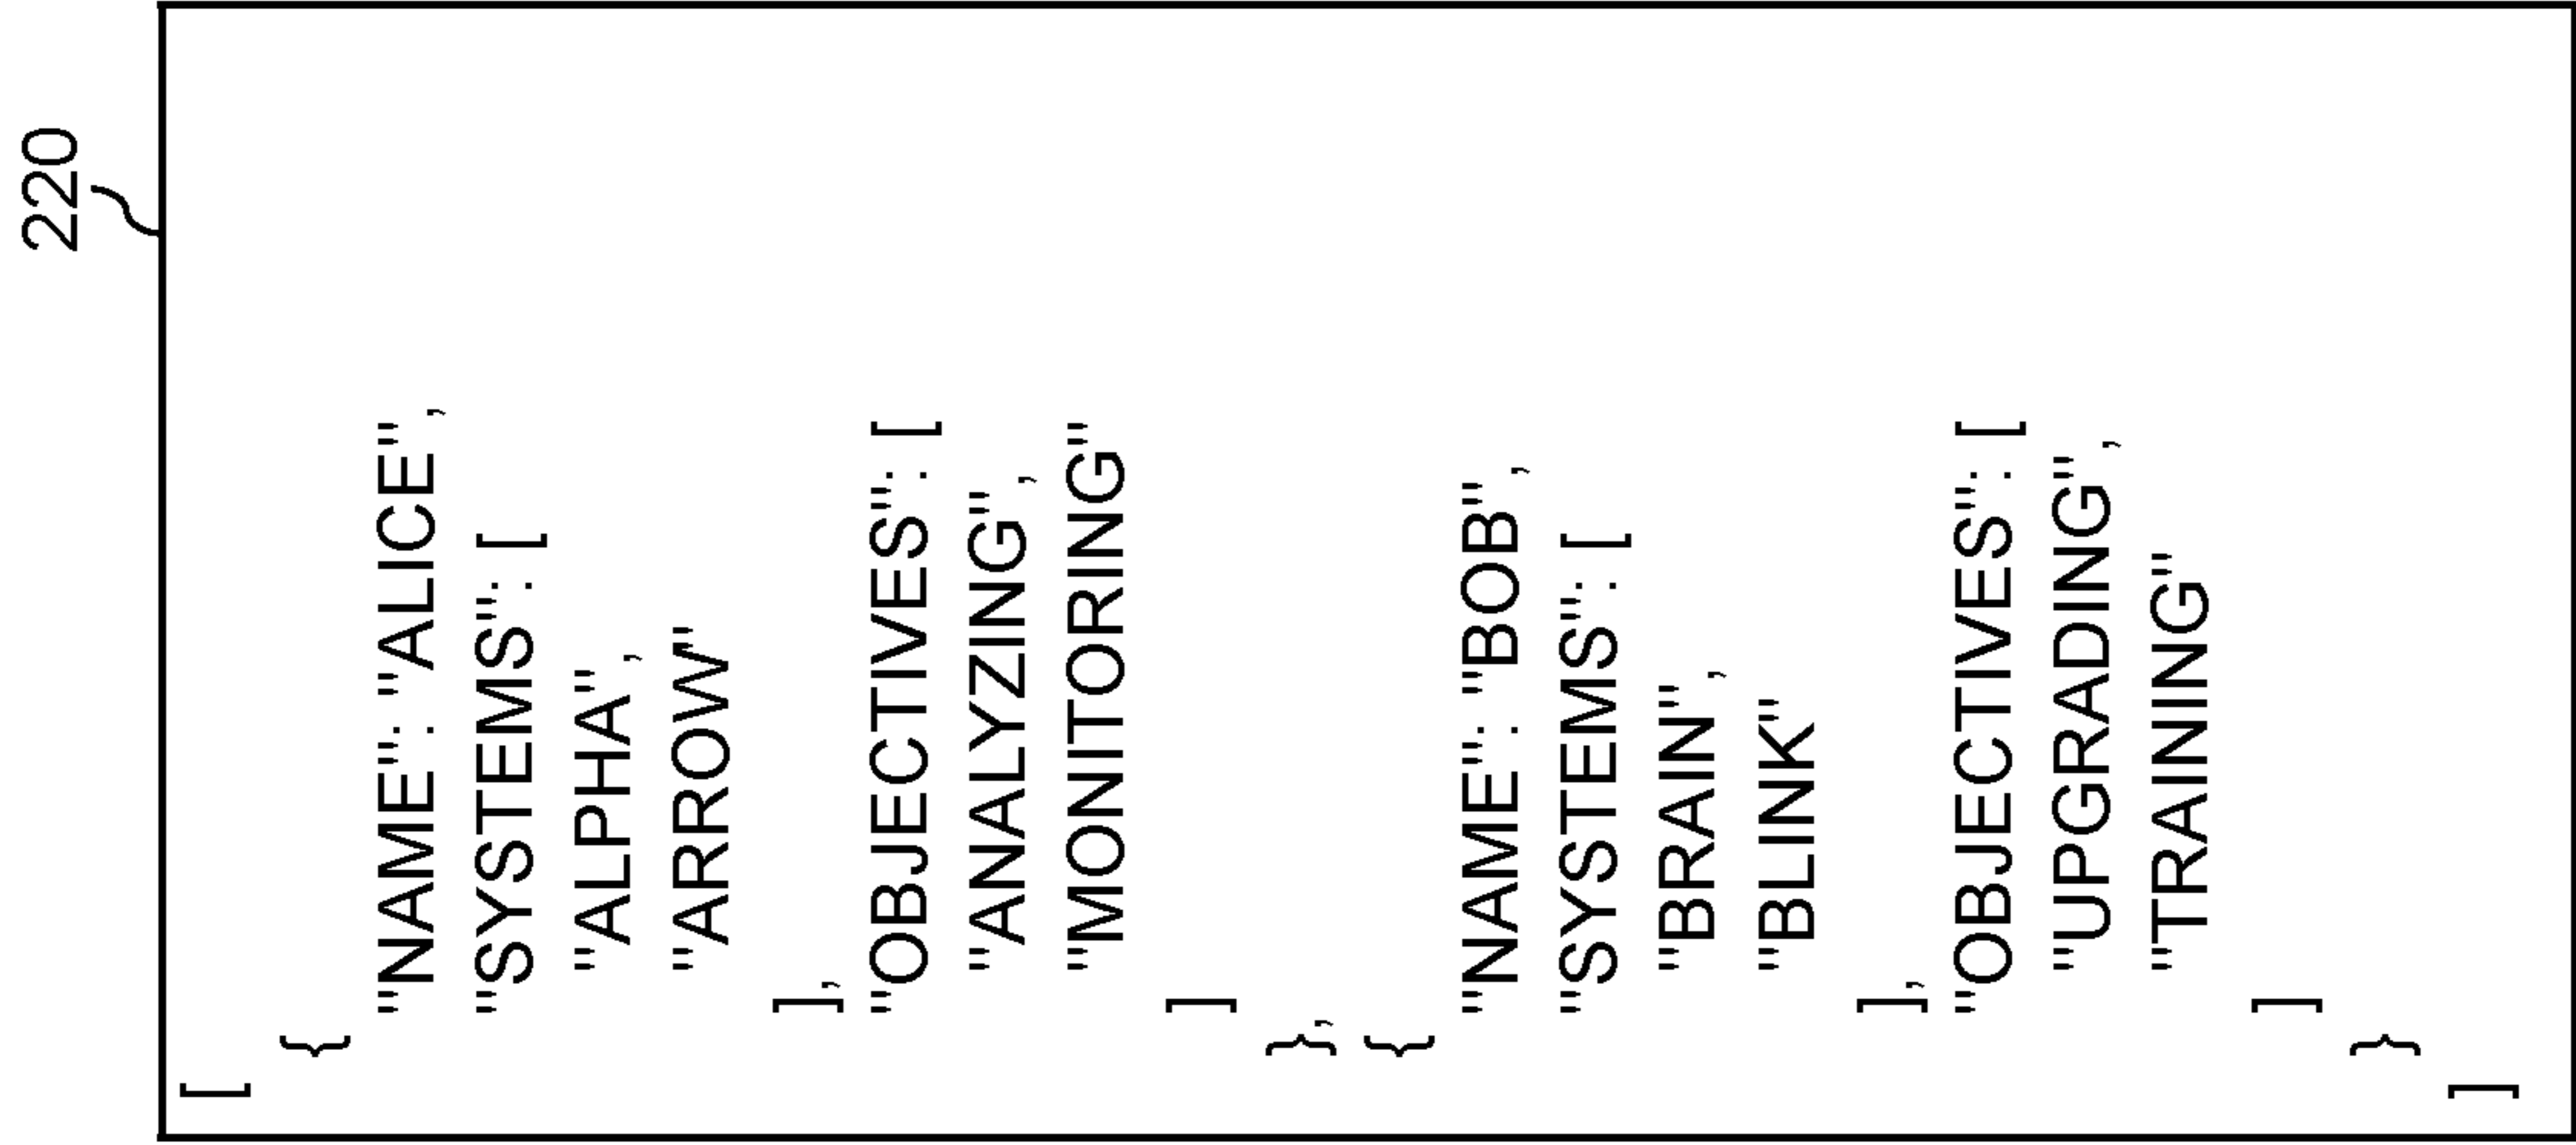 220
[
{
"NAME": "ALICE",
"SYSTEMS": [
"ALPHA",
"ARROW"
],
"OBJECTIVES": [
"ANALYZING",
"MONITORING"
]
},
{
"NAME": "BOB",
"SYSTEMS": [
"BRAIN",
"BLINK"
],
"OBJECTIVES": [
"UPGRADING",
"TRAINING"
]
}
]